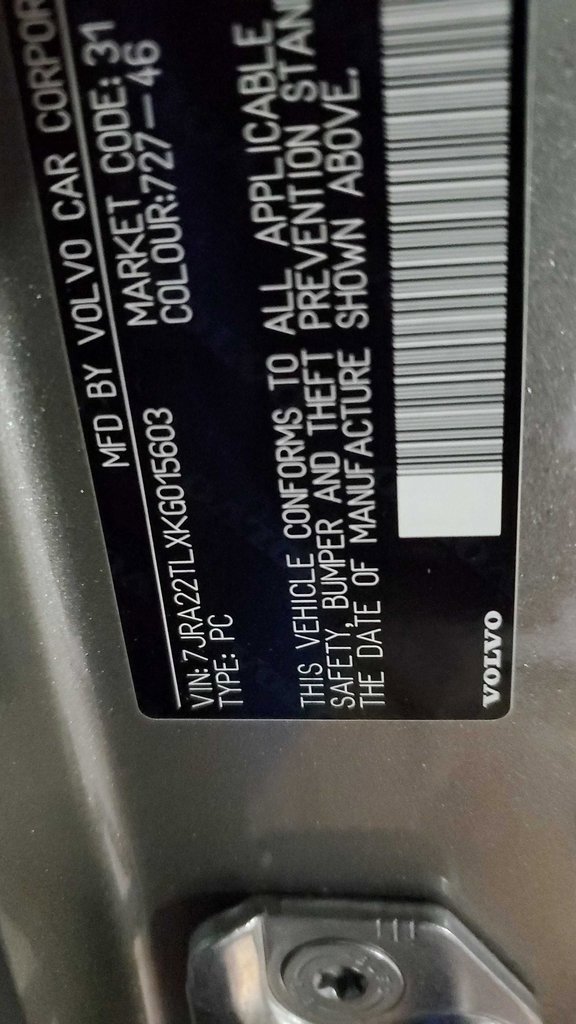 MFD BY VOLVO CAR CORPOR
MARKET CODE: 31
COLOUR:727-46
VIN: 7JRA22TLXKG015603
TYPE: PC
THIS VEHICLE CONFORMS TO ALL APPLICABLE
SAFETY, BUMPER AND THEFT PREVENTION STAN
THE DATE OF MANUFACTURE SHOWN ABOVE.
VOLVO